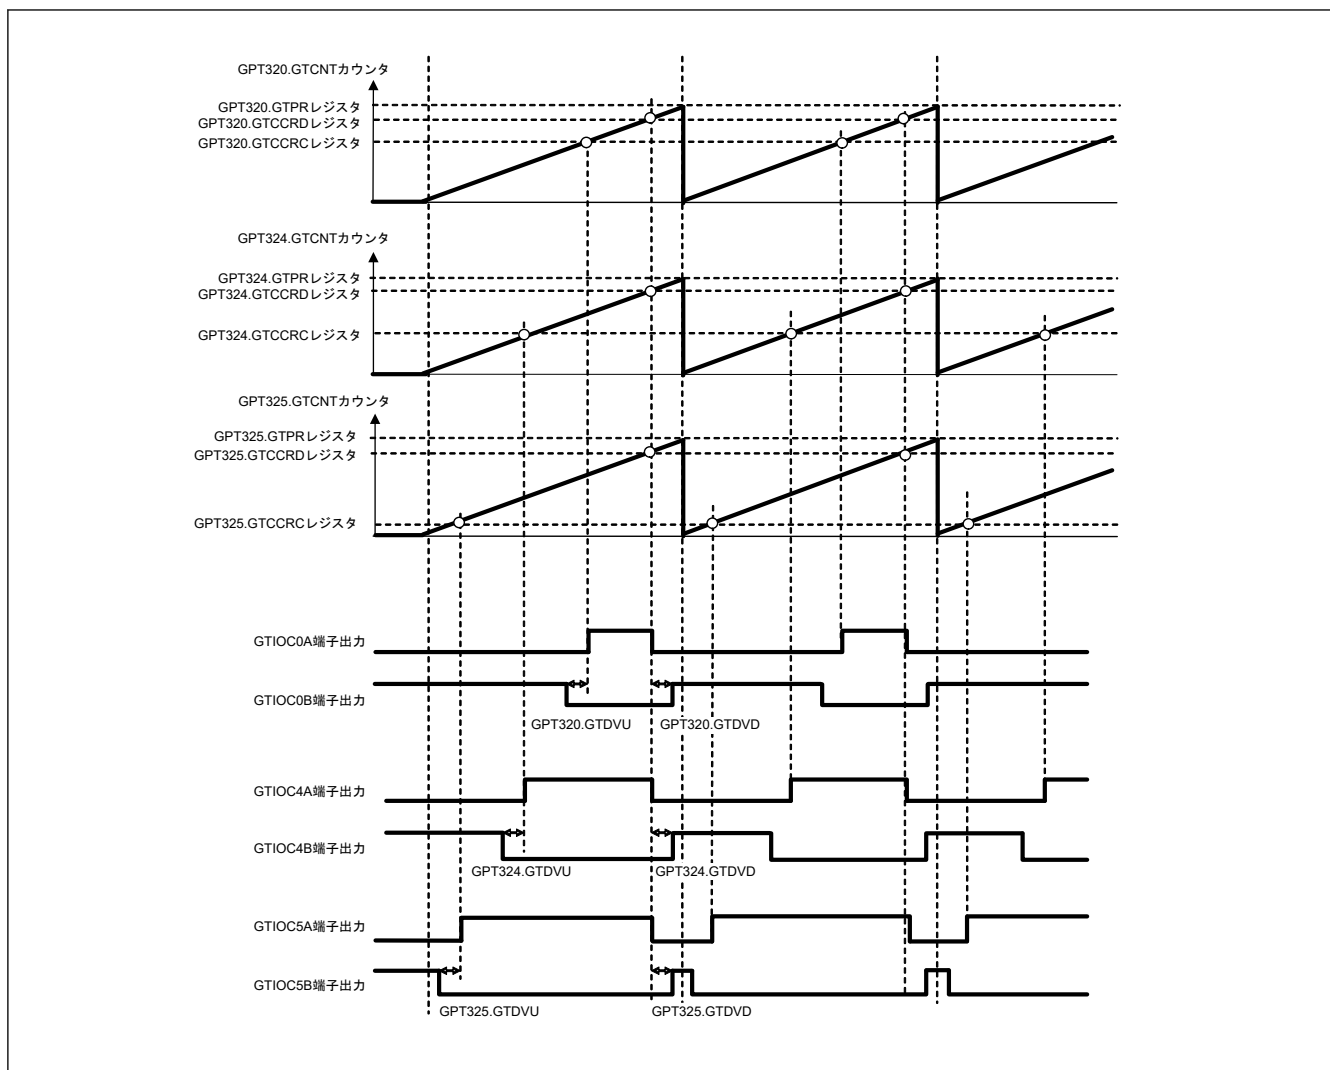 GPT320.GTCNTカウンタ
GPT320.GTPRレジスタ
GPT320.GTCCRDレジスタ
GPT320.GTCCRCレジスタ
GPT324.GTCNTカウンタ
GPT324.GTPRレジスタ
GPT324.GTCCRDレジスタ
GPT324.GTCCRCレジスタ
GPT325.GTCNTカウンタ
GPT325.GTPRレジスタ
GPT325.GTCCRDレジスタ
GPT325.GTCCRCレジスタ
GTIOC0A端子出力
GTIOC0B端子出力
GPT320.GTDVU GPT320.GTDVD
GTIOC4A端子出力
GTIOC4B端子出力
GPT324.GTDVU GPT324.GTDVD
GTIOC5A端子出力
GTIOC5B端子出力
GPT325.GTDVU GPT325.GTDVD